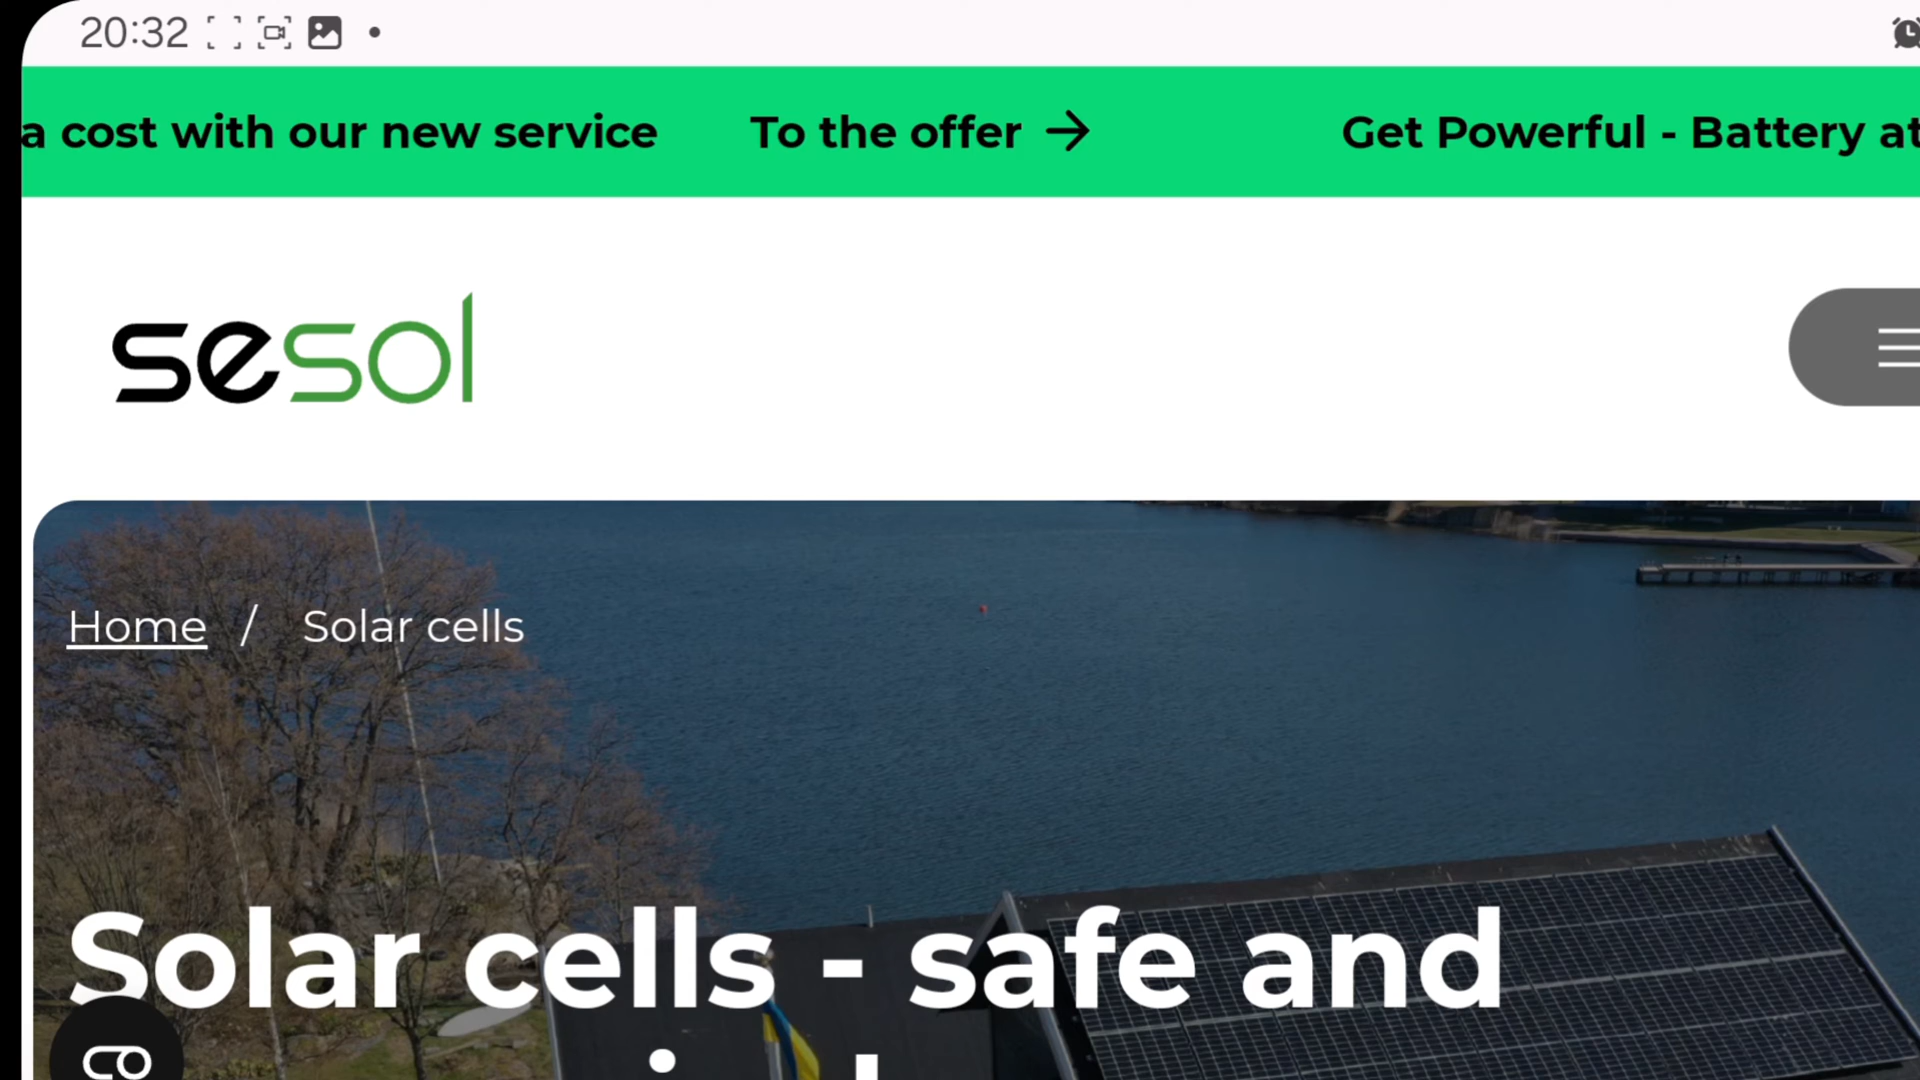 20:32
a cost with our new service To the offer → Get Powerful - Battery at
sesol
Home / Solar cells
Solar cells - safe and